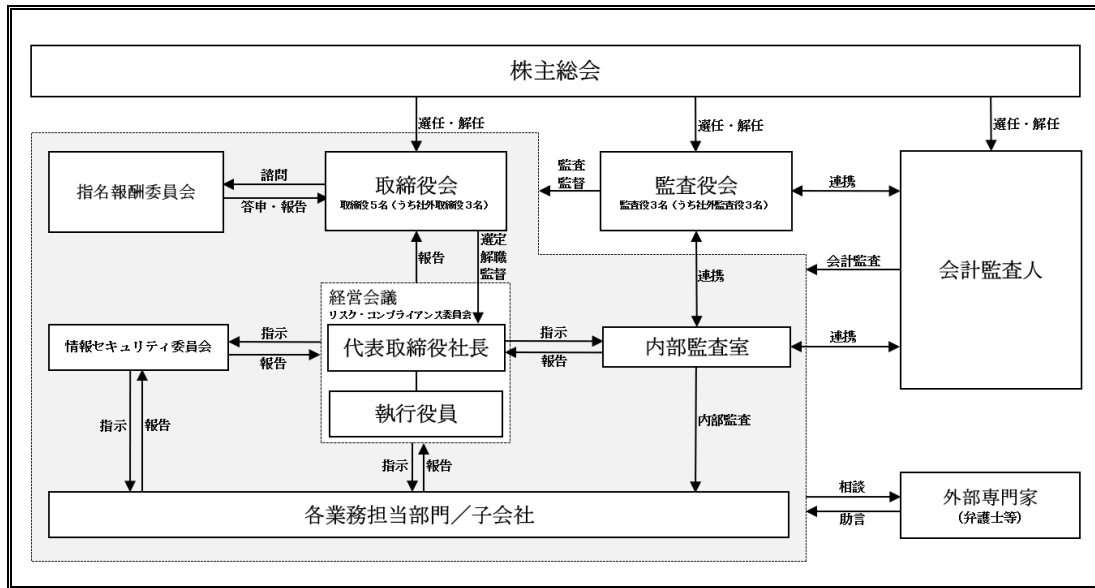 株主総会
選任・解任
選任・解任
選任・解任
指名報酬委員会
諮問
答申・報告
取締役会
取締役5名（うち社外取締役3名）
監査
監督
監査役会
監査役3名（うち社外監査役3名）
連携
会計監査人
報告
選定
解職
監督
連携
会計監査
経営会議
リスク・コンプライアンス委員会
情報セキュリティ委員会
指示
報告
代表取締役社長
指示
報告
内部監査室
連携
執行役員
指示
報告
指示
報告
内部監査
各業務担当部門／子会社
相談
助言
外部専門家
（弁護士等）